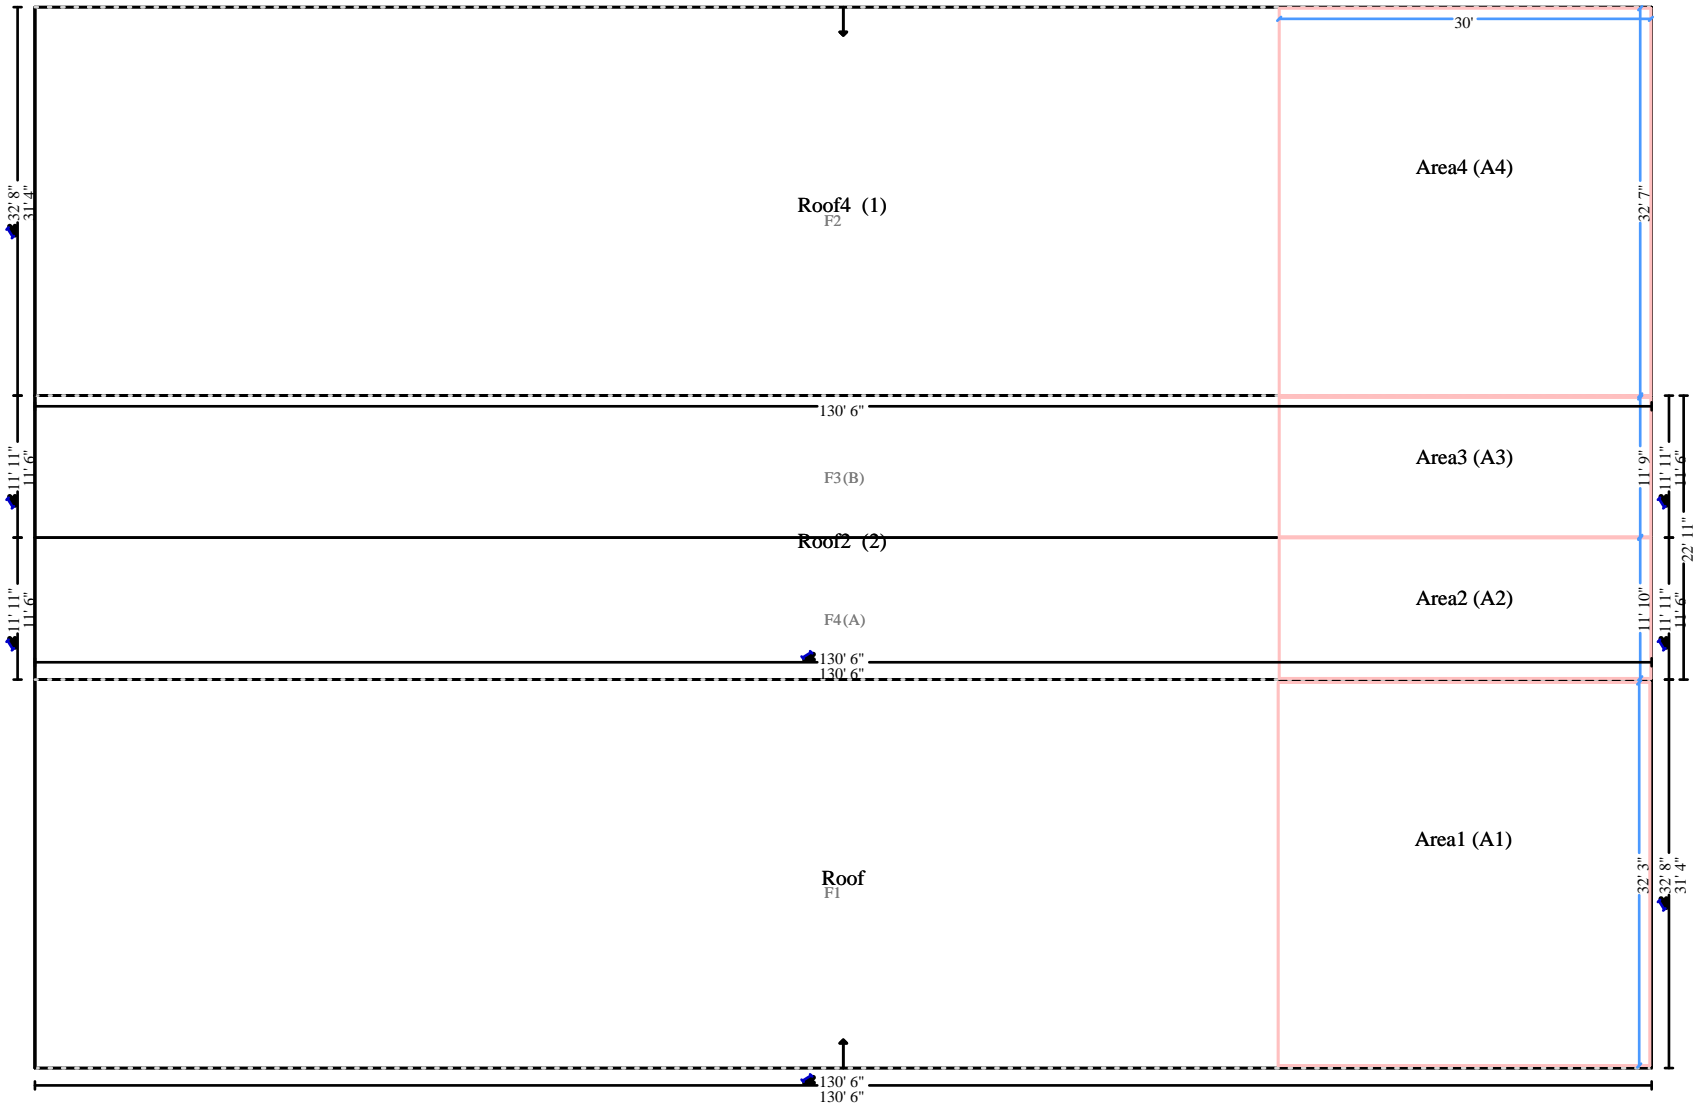 30'
Area4 (A4)
32' 8"
31' 4"
32' 7"
Roof4 (1)
F2
130' 6"
Area3 (A3)
11' 11"
11' 6"
F3(B)
11' 9"
11' 11"
11' 6"
Roof2 (2)
22' 11"
Area2 (A2)
11' 11"
11' 6"
F4(A)
11' 10"
11' 11"
11' 6"
130' 6"
130' 6"
Area1 (A1)
Roof
F1
32' 3"
32' 8"
31' 4"
130' 6"
130' 6"